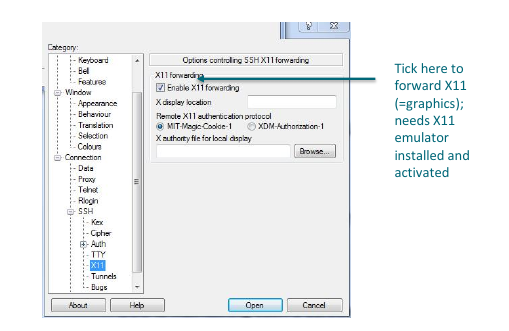 Category:
Keyboard
Bell
Features
Window
Appearance
Behaviour
Translation
Selection
Colours
Connection
Data
Proxy
Telnet
Rlogin
SSH
Kex
Cipher
Auth
TTY
X11
Tunnels
Bugs
Options controlling SSH X11 forwarding
X11 forwarding
Enable X11 forwarding
X display location
Remote X11 authentication protocol
MIT-Magic-Cookie-1 XDM-Authorization-1
X authority file for local display
Browse...
About Help Open Cancel
Tick here to
forward X11
(=graphics);
needs X11
emulator
installed and
activated